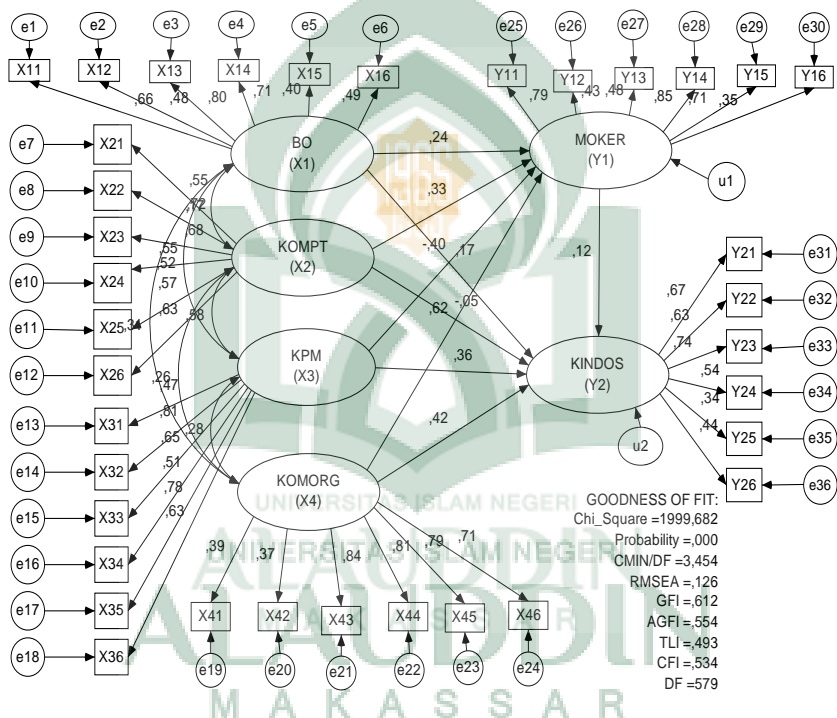 e1 e2 e3 e4 e5 e6 e25 e26 e27 e28 e29 e30
X11 X12 X13 X14 X15 X16 Y11 Y12 Y13 Y14 Y15 Y16
,66 ,48 ,80 ,71 ,40 ,49 ,79 ,43 ,48 ,85 ,71 ,35
BO
(X1)
MOKER
(Y1)
u1
,24
,33
-,40 ,17
-,05
,12
,62
,36
,42
e7 X21
e8 X22
e9 X23
e10 X24
e11 X25
e12 X26
,55
,72
,68
,55
,52
,57
,63
,58
,31
,26
,47
,28
KOMPT
(X2)
KPM
(X3)
KINDOS
(Y2)
u2
Y21 e31
Y22 e32
Y23 e33
Y24 e34
Y25 e35
Y26 e36
,67
,63
,74
,54
,34
,44
e13 X31
e14 X32
e15 X33
e16 X34
e17 X35
e18 X36
,81
,65
,51
,78
,63
KOMORG
(X4)
,39 ,37 ,84 ,81 ,79 ,71
X41 X42 X43 X44 X45 X46
e19 e20 e21 e22 e23 e24
GOODNESS OF FIT:
Chi_Square =1999,682
Probability =,000
CMIN/DF =3,454
RMSEA =,126
GFI =,612
AGFI =,554
TLI =,493
CFI =,534
DF =579
UNIVERSITAS ISLAM NEGERI
UNIVERSITAS ISLAM NEGERI
ALAUDDIN
ALAUDDIN
MAKASSAR
MAKASSAR